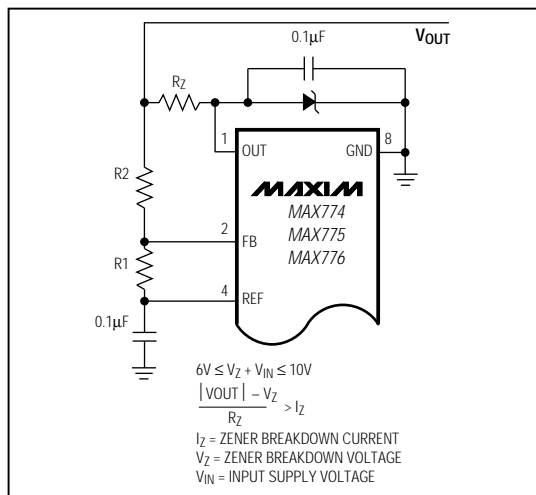 0.1µF
VOUT
RZ
1
OUT
GND
8
R2
MAXIM
MAX774
MAX775
MAX776
2
FB
R1
4
REF
0.1µF
6V ≤ VZ + VIN ≤ 10V
|VOUT| – VZ
RZ
> IZ
IZ = ZENER BREAKDOWN CURRENT
VZ = ZENER BREAKDOWN VOLTAGE
VIN = INPUT SUPPLY VOLTAGE